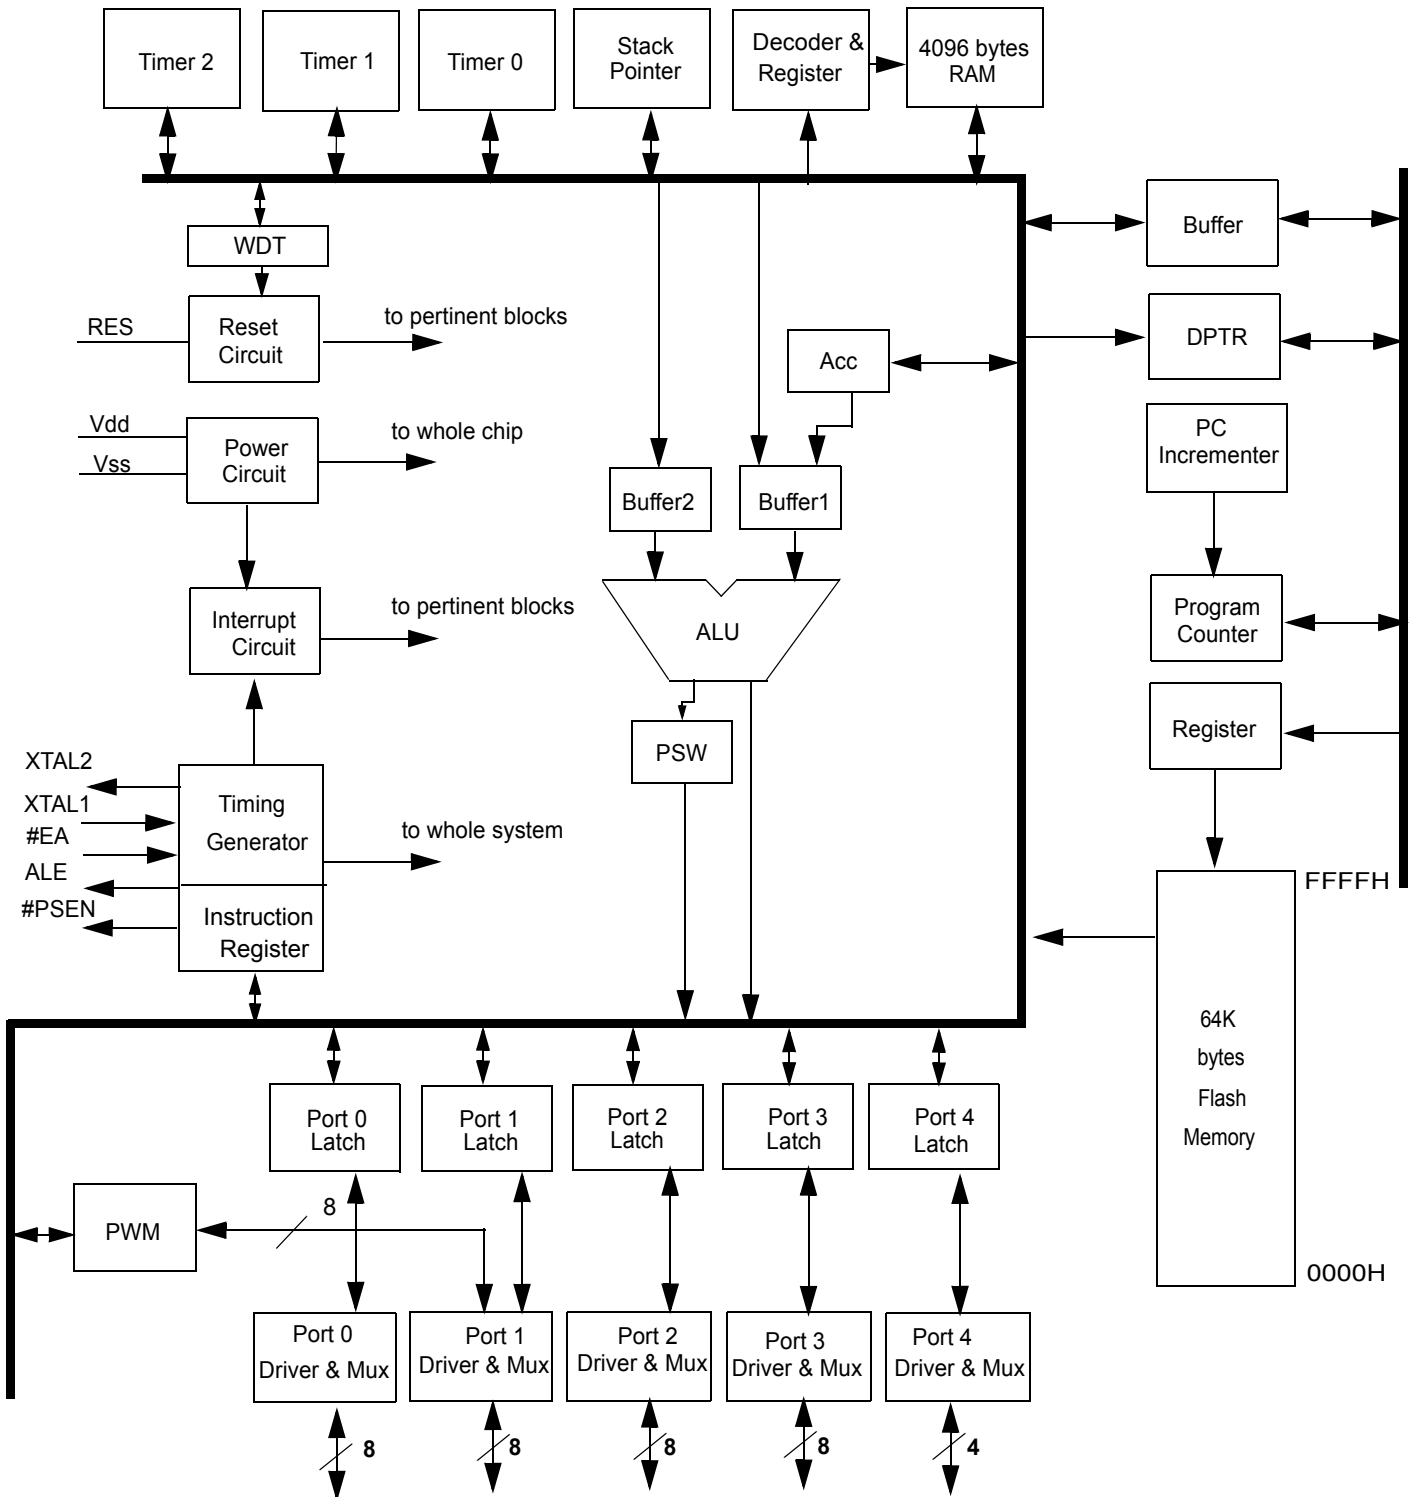 Timer 2
Timer 1
Timer 0
Stack
Pointer
Decoder &
Register
4096 bytes
RAM
WDT
RES
Reset
Circuit
to pertinent blocks
Vdd
Vss
Power
Circuit
to whole chip
Interrupt
Circuit
to pertinent blocks
XTAL2
XTAL1
#EA
ALE
#PSEN
Timing
Generator
to whole system
Instruction
Register
Acc
Buffer2
Buffer1
ALU
PSW
Buffer
DPTR
PC
Incrementer
Program
Counter
Register
FFFFH
64K
bytes
Flash
Memory
0000H
Port 0
Latch
Port 1
Latch
Port 2
Latch
Port 3
Latch
Port 4
Latch
PWM
8
Port 0
Driver & Mux
Port 1
Driver & Mux
Port 2
Driver & Mux
Port 3
Driver & Mux
Port 4
Driver & Mux
8
8
8
8
4